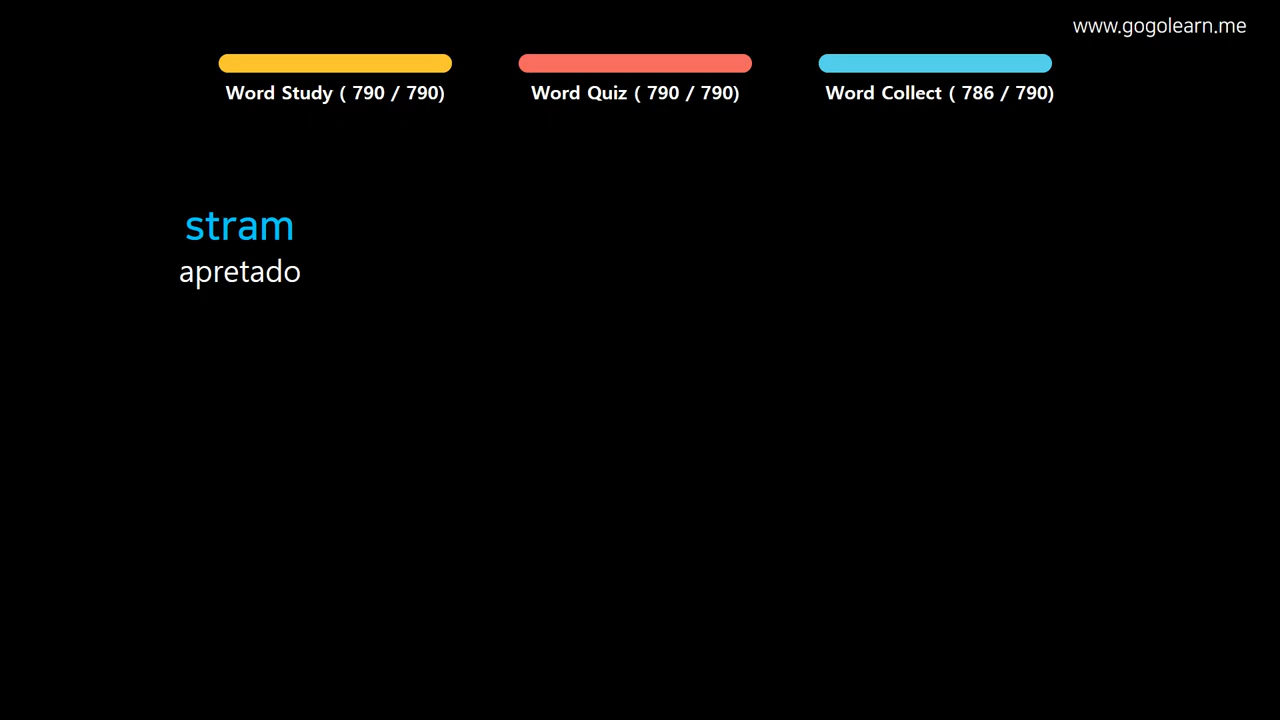 www.gogolearn.me
Word Study ( 790 / 790)
Word Quiz ( 790 / 790)
Word Collect ( 786 / 790)
stram
apretado